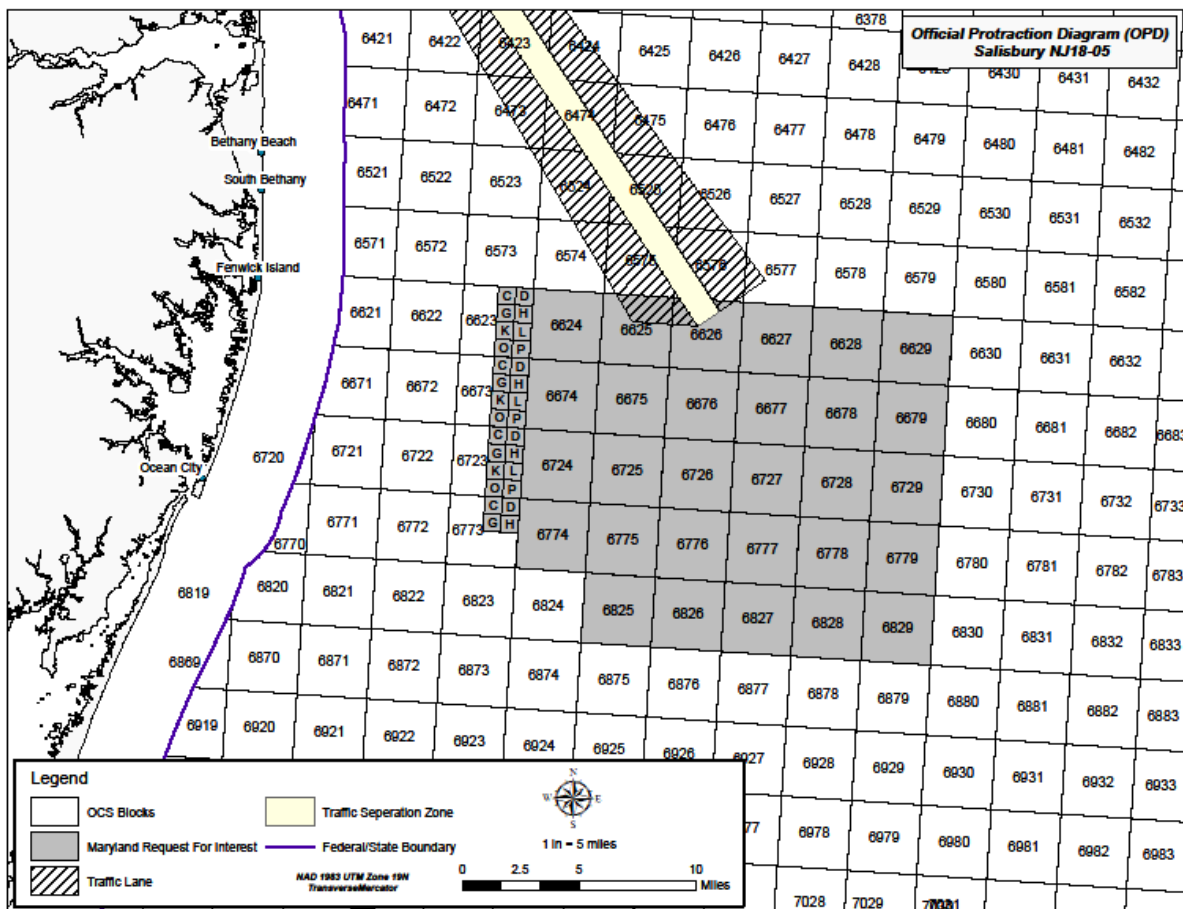 6378
Official Protraction Diagram (OPD)
Salisbury NJ18-05
6421 6422 6423 6424 6425 6426 6427 6428 6429 6430 6431 6432
6471 6472 6473 6474 6475 6476 6477 6478 6479 6480 6481 6482
Bethany Beach
South Bethany
6521 6522 6523 6524 6525 6526 6527 6528 6529 6530 6531 6532
Fenwick Island
6571 6572 6573 6574 6575 6576 6577 6578 6579 6580 6581 6582
C D
G H
K L
O P
6621 6622 6623 6624 6625 6626 6627 6628 6629 6630 6631 6632
C D
G H
K L
O P
6671 6672 6673 6674 6675 6676 6677 6678 6679 6680 6681 6682 6683
C D
G H
K L
O P
Ocean City
6720 6721 6722 6723 6724 6725 6726 6727 6728 6729 6730 6731 6732 6733
C D
G H
6770 6771 6772 6773 6774 6775 6776 6777 6778 6779 6780 6781 6782 6783
6819 6820 6821 6822 6823 6824 6825 6826 6827 6828 6829 6830 6831 6832 6833
6869 6870 6871 6872 6873 6874 6875 6876 6877 6878 6879 6880 6881 6882 6883
6919 6920 6921 6922 6923 6924 6925 6926 6927 6928 6929 6930 6931 6932 6933
77 6978 6979 6980 6981 6982 6983
7028 7029
Legend
OCS Blocks
Maryland Request For Interest
Traffic Lane
Traffic Seperation Zone
Federal/State Boundary
NAD 1983 UTM Zone 19N
TransverseMercator
N
W E
S
1 in = 5 miles
0 2.5 5 10
Miles